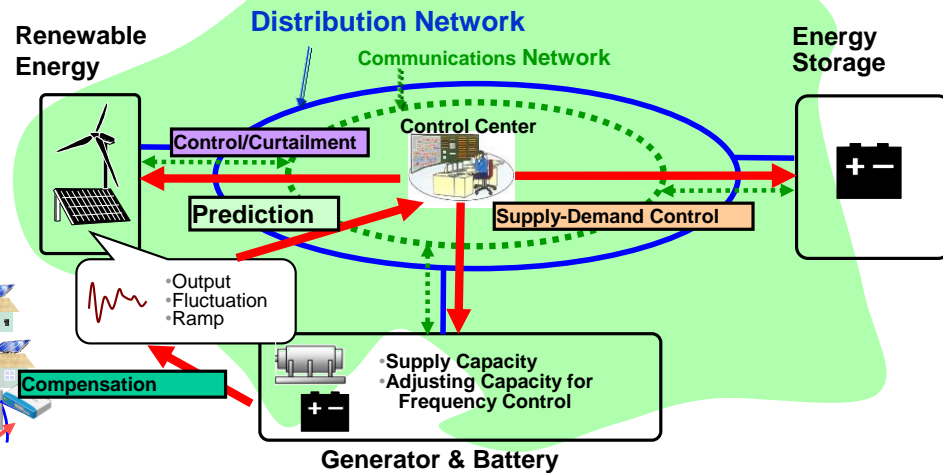 Distribution Network
Renewable
Energy
Communications Network
Energy
Storage
Control Center
Control/Curtailment
+ −
Prediction
Supply-Demand Control
•Output
•Fluctuation
•Ramp
•Supply Capacity
•Adjusting Capacity for
Frequency Control
Compensation
+ −
Generator & Battery